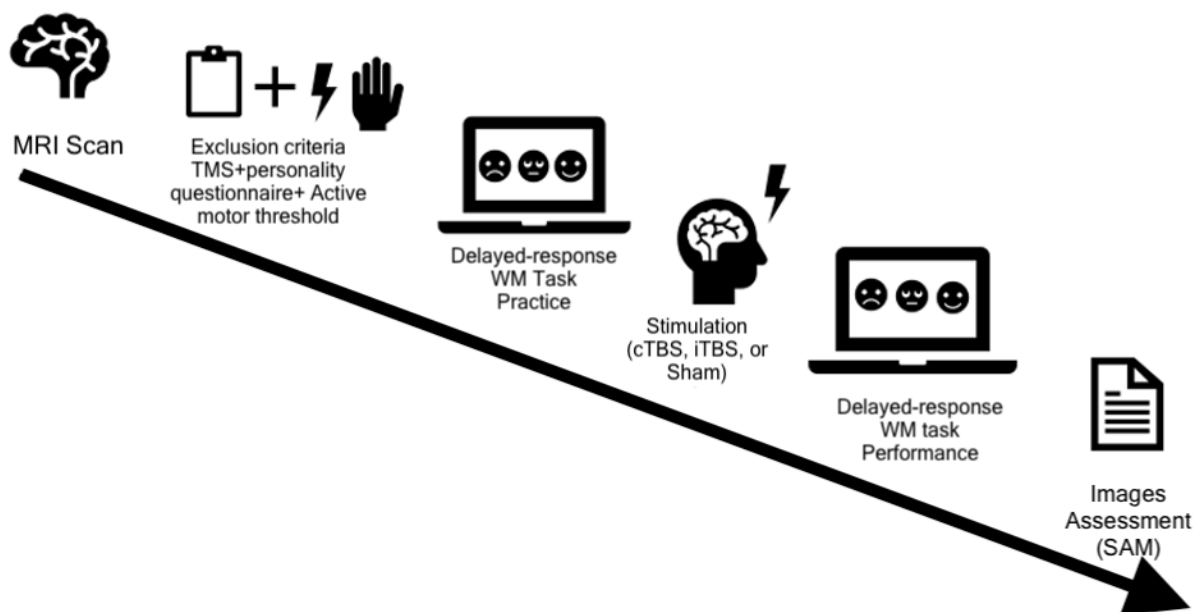 MRI Scan
Exclusion criteria
TMS+personality
questionnaire+ Active
motor threshold
Delayed-response
WM Task
Practice
Stimulation
(cTBS, iTBS, or
Sham)
Delayed-response
WM task
Performance
Images
Assessment
(SAM)